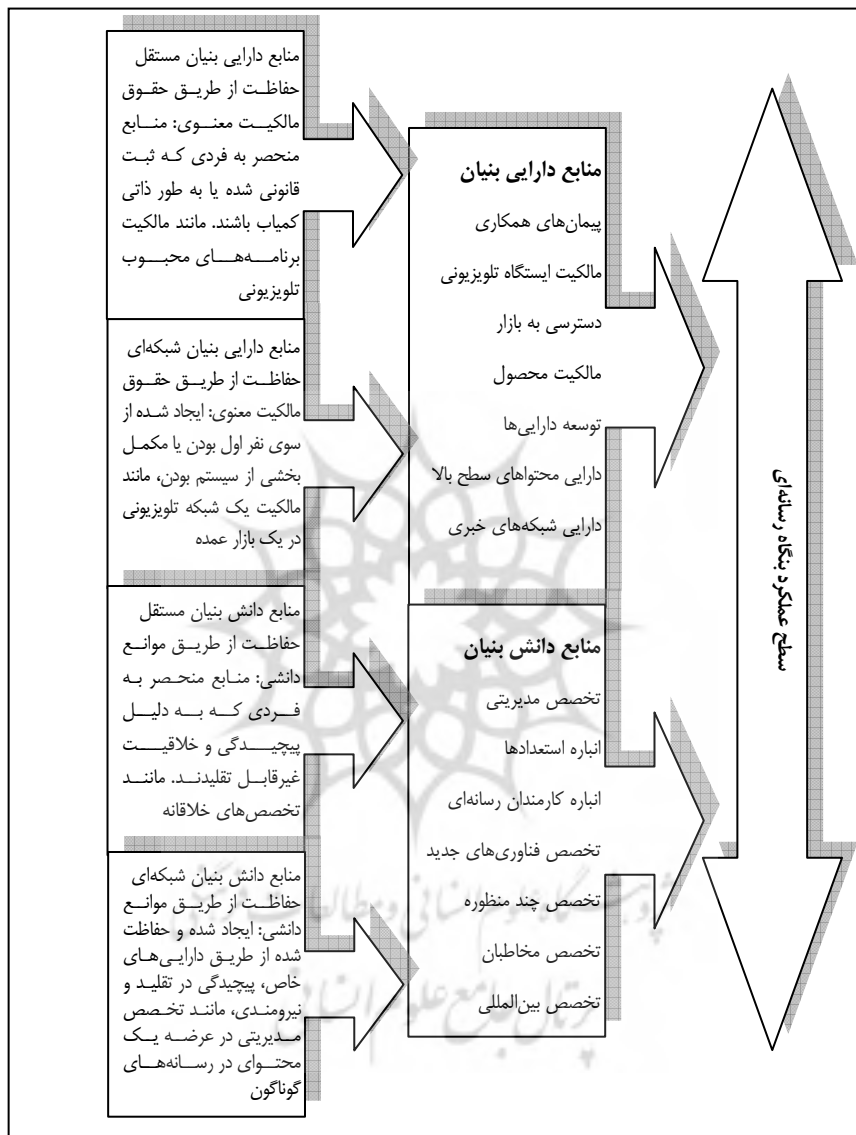 منابع دارایی بنیان مستقل
حفاظت از طریق حقوق
مالکیت معنوی: منابع
منحصر به فردی که ثبت
قانونی شده یا به طور ذاتی
کمیاب باشند. مانند مالکیت
برنامه‌های محبوب
تلویزیونی
منابع دارایی بنیان شبکه‌ای
حفاظت از طریق حقوق
مالکیت معنوی: ایجاد شده از
سوی نفر اول بودن یا مکمل
بخشی از سیستم بودن، مانند
مالکیت یک شبکه تلویزیونی
در یک بازار عمده
منابع دانش بنیان مستقل
حفاظت از طریق موانع
دانشی: منابع منحصر به
فردی که به دلیل
پیچیدگی و خلاقیت
غیرقابل تقلیدند. مانند
تخصص‌های خلاقانه
منابع دانش بنیان شبکه‌ای
حفاظت از طریق موانع
دانشی: ایجاد شده و حفاظت
شده از طریق دارایی‌های
خاص، پیچیدگی در تقلید و
نیرومندی، مانند تخصص
مدیریتی در عرضه یک
محتوای در رسانه‌های
گوناگون
منابع دارایی بنیان
پیمان‌های همکاری
مالکیت ایستگاه تلویزیونی
دسترسی به بازار
مالکیت محصول
توسعه دارایی‌ها
دارایی محتواهای سطح بالا
دارایی شبکه‌های خبری
منابع دانش بنیان
تخصص مدیریتی
انباره استعدادها
انباره کارمندان رسانه‌ای
تخصص فناوری‌های جدید
تخصص چند منظوره
تخصص مخاطبان
تخصص بین‌المللی
سطح عملکرد بنگاه رسانه‌ای
پژوهشگاه علوم انسانی و مطالعات فرهنگی
پرتال جامع علوم انسانی